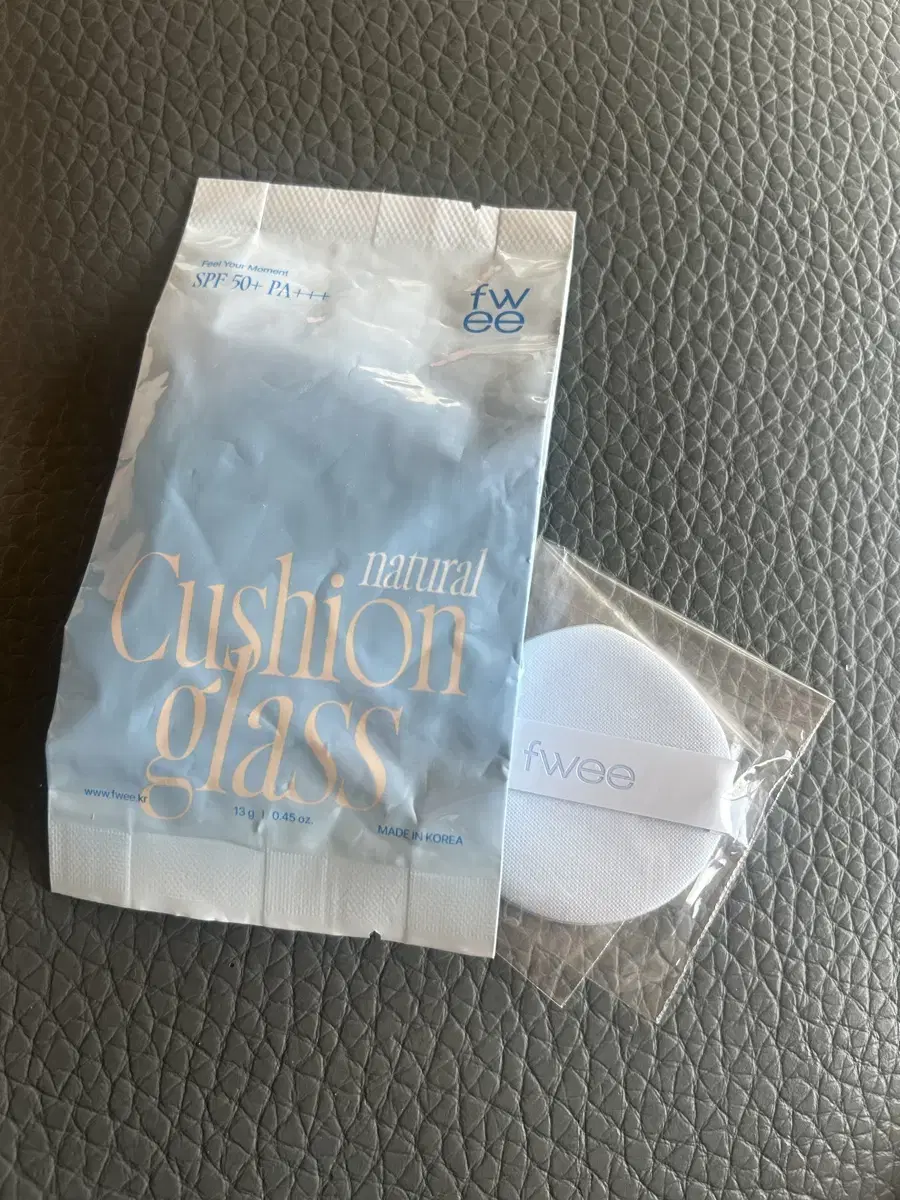 Feel Your Moment
SPF 50+ PA+++
fw
ee
natural
Cushion
glass
www.fwee.kr
13 g | 0.45 oz.
MADE IN KOREA
fwee